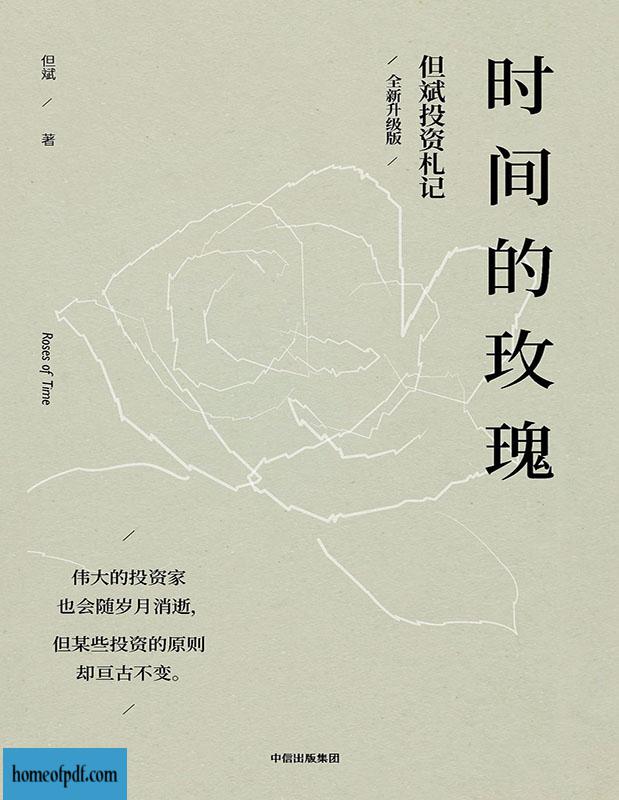 时间的玫瑰
但斌投资札记
/ 全新升级版 /
但斌 / 著
Roses of Time
/
伟大的投资家
也会随岁月消逝,
但某些投资的原则
却亘古不变。
/
中信出版集团
homeofpdf.com